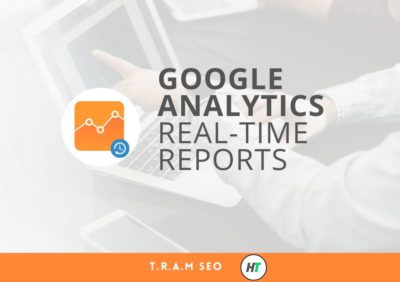 GOOGLE
ANALYTICS
REAL-TIME
REPORTS
T.R.A.M SEO
HT